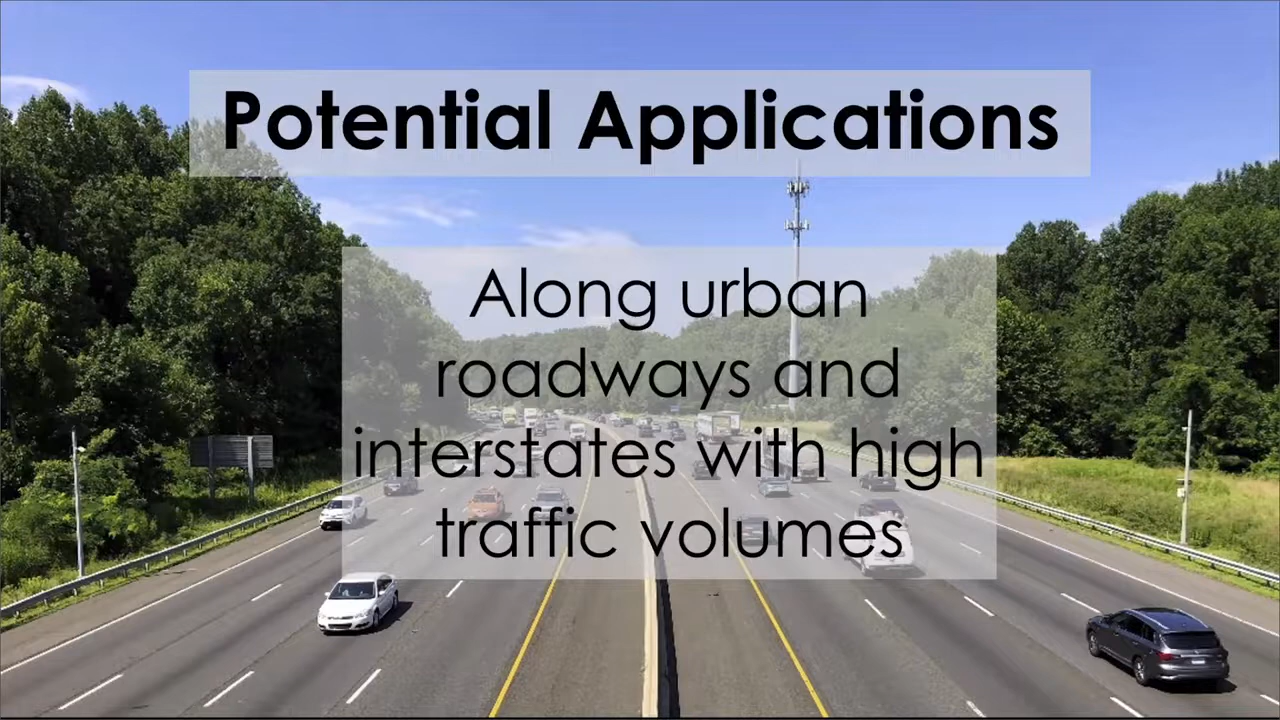 Potential Applications
Along urban
roadways and
interstates with high
traffic volumes